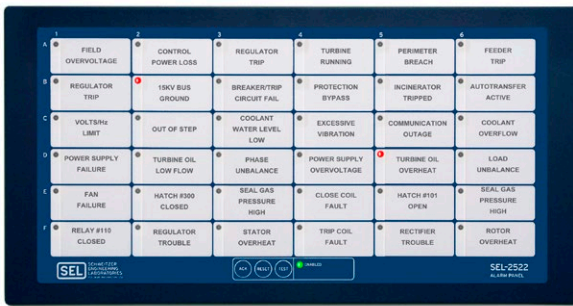 1 2 3 4 5 6
A
FIELD
OVERVOLTAGE
CONTROL
POWER LOSS
REGULATOR
TRIP
TURBINE
RUNNING
PERIMETER
BREACH
FEEDER
TRIP
B
REGULATOR
TRIP
15KV BUS
GROUND
BREAKER/TRIP
CIRCUIT FAIL
PROTECTION
BYPASS
INCINERATOR
TRIPPED
AUTOTRANSFER
ACTIVE
C
VOLTS/Hz
LIMIT
OUT OF STEP
COOLANT
WATER LEVEL
LOW
EXCESSIVE
VIBRATION
COMMUNICATION
OUTAGE
COOLANT
OVERFLOW
D
POWER SUPPLY
FAILURE
TURBINE OIL
LOW FLOW
PHASE
UNBALANCE
POWER SUPPLY
OVERVOLTAGE
TURBINE OIL
OVERHEAT
LOAD
UNBALANCE
E
FAN
FAILURE
HATCH #300
CLOSED
SEAL GAS
PRESSURE
HIGH
CLOSE COIL
FAULT
HATCH #101
OPEN
SEAL GAS
PRESSURE
HIGH
F
RELAY #110
CLOSED
REGULATOR
TROUBLE
STATOR
OVERHEAT
TRIP COIL
FAULT
RECTIFIER
TROUBLE
ROTOR
OVERHEAT
SEL
SCHWEITZER
ENGINEERING
LABORATORIES
ACK RESET TEST
ENABLED
SEL-2522
ALARM PANEL